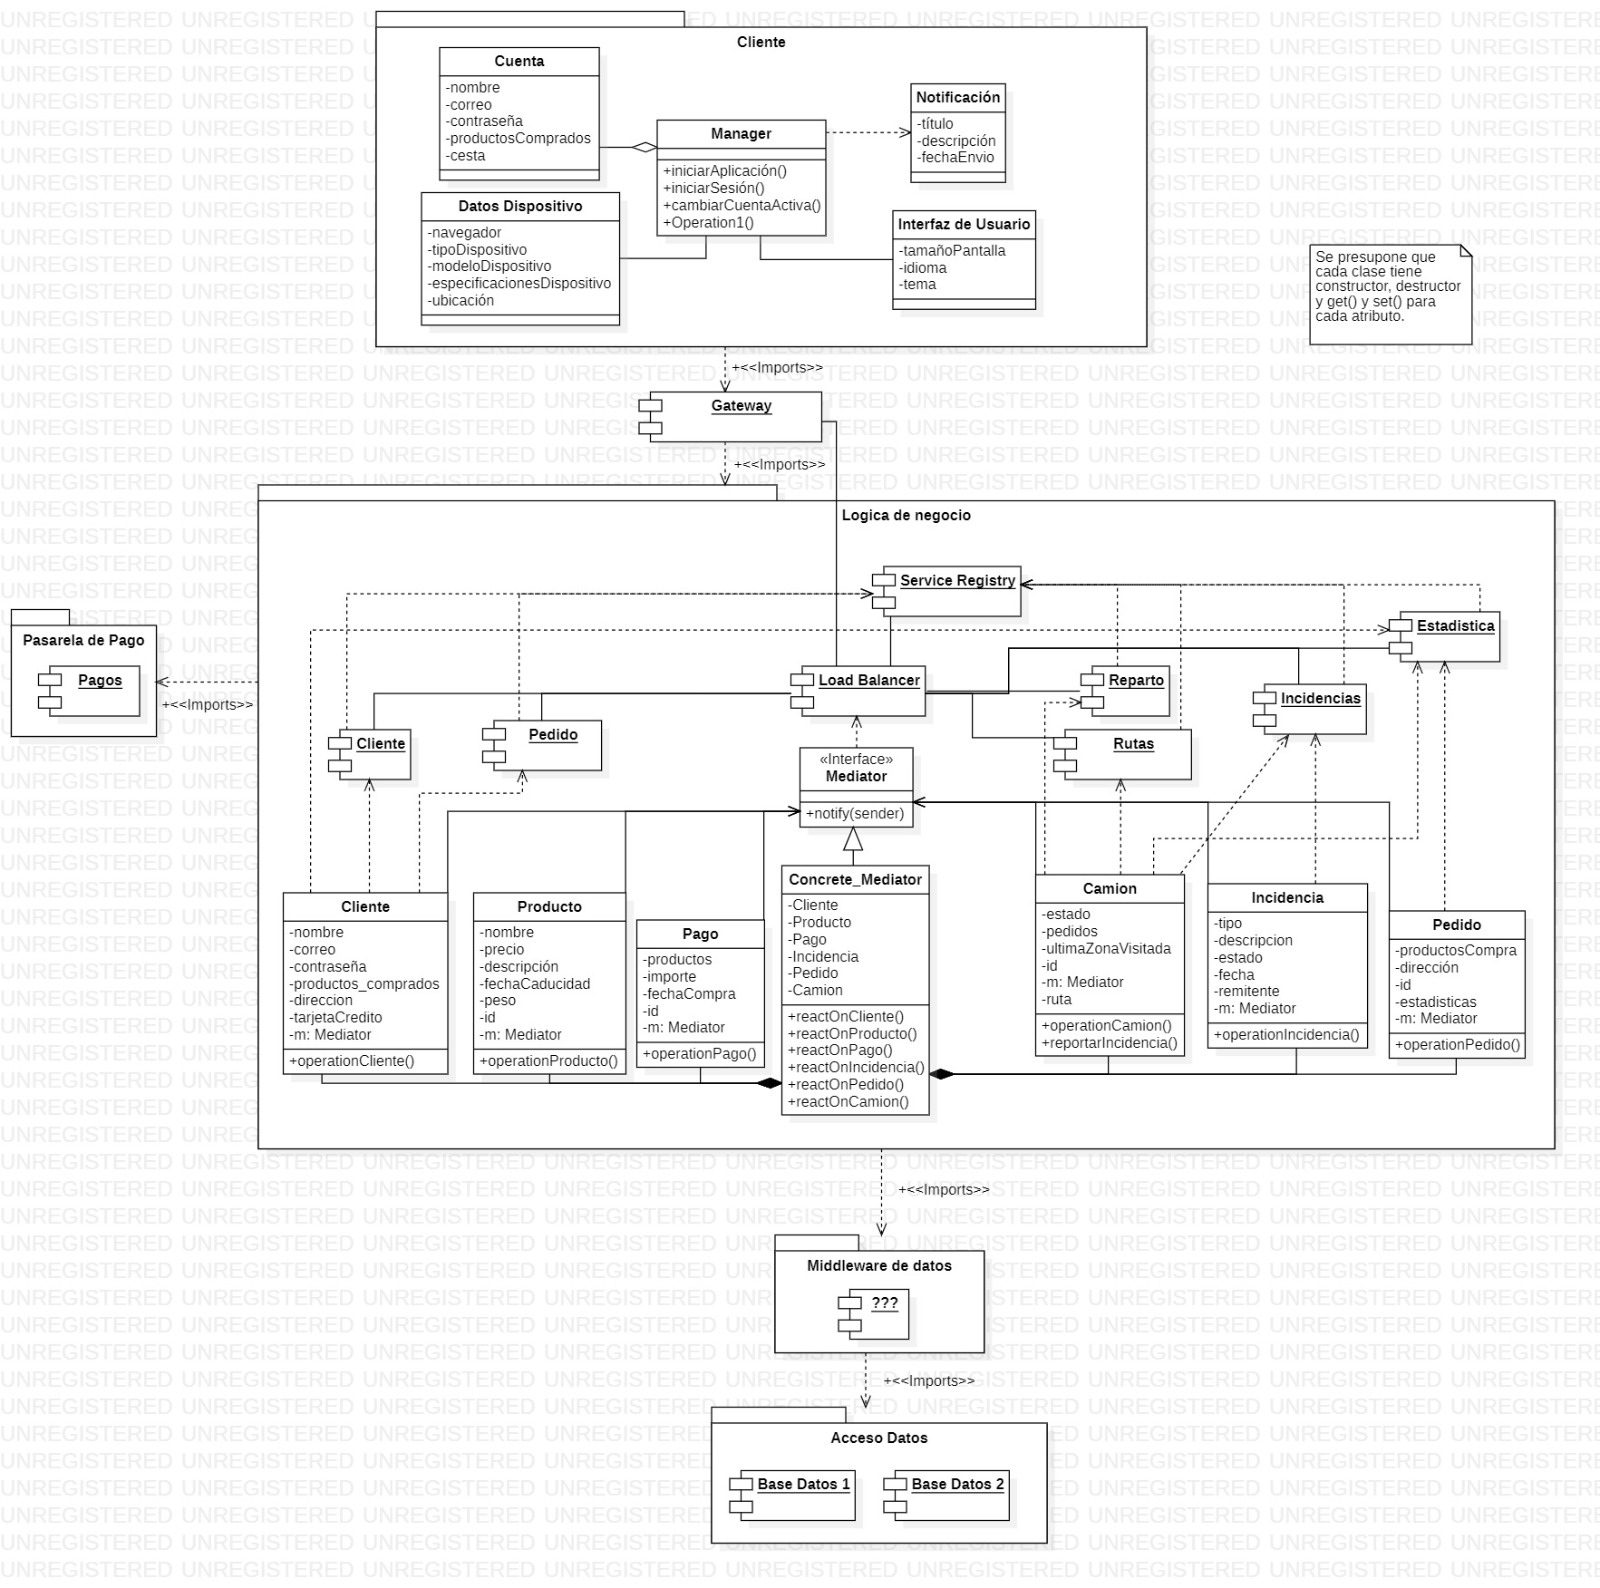 Cliente
Cuenta
-nombre
-correo
-contraseña
-productosComprados
-cesta
Manager
+iniciarAplicación()
+iniciarSesión()
+cambiarCuentaActiva()
+Operation1()
Notificación
-título
-descripción
-fechaEnvio
Datos Dispositivo
-navegador
-tipoDispositivo
-modeloDispositivo
-especificacionesDispositivo
-ubicación
Interfaz de Usuario
-tamañoPantalla
-idioma
-tema
Se presupone que
cada clase tiene
constructor, destructor
y get() y set() para
cada atributo.
+<<Imports>>
Gateway
+<<Imports>>
Logica de negocio
Service Registry
Estadistica
Pasarela de Pago
Pagos
+<<Imports>>
Load Balancer
Reparto
Incidencias
Cliente
Pedido
Rutas
«Interface»
Mediator
+notify(sender)
Cliente
-nombre
-correo
-contraseña
-productos_comprados
-direccion
-tarjetaCredito
-m: Mediator
+operationCliente()
Producto
-nombre
-precio
-descripción
-fechaCaducidad
-peso
-id
-m: Mediator
+operationProducto()
Pago
-productos
-importe
-fechaCompra
-id
-m: Mediator
+operationPago()
Concrete_Mediator
-Cliente
-Producto
-Pago
-Incidencia
-Pedido
-Camion
+reactOnCliente()
+reactOnProducto()
+reactOnPago()
+reactOnIncidencia()
+reactOnPedido()
+reactOnCamion()
Camion
-estado
-pedidos
-ultimaZonaVisitada
-id
-m: Mediator
-ruta
+operationCamion()
+reportarIncidencia()
Incidencia
-tipo
-descripcion
-estado
-fecha
-remitente
-m: Mediator
+operationIncidencia()
Pedido
-productosCompra
-dirección
-id
-estadisticas
-m: Mediator
+operationPedido()
+<<Imports>>
Middleware de datos
???
+<<Imports>>
Acceso Datos
Base Datos 1
Base Datos 2
UNREGISTERED